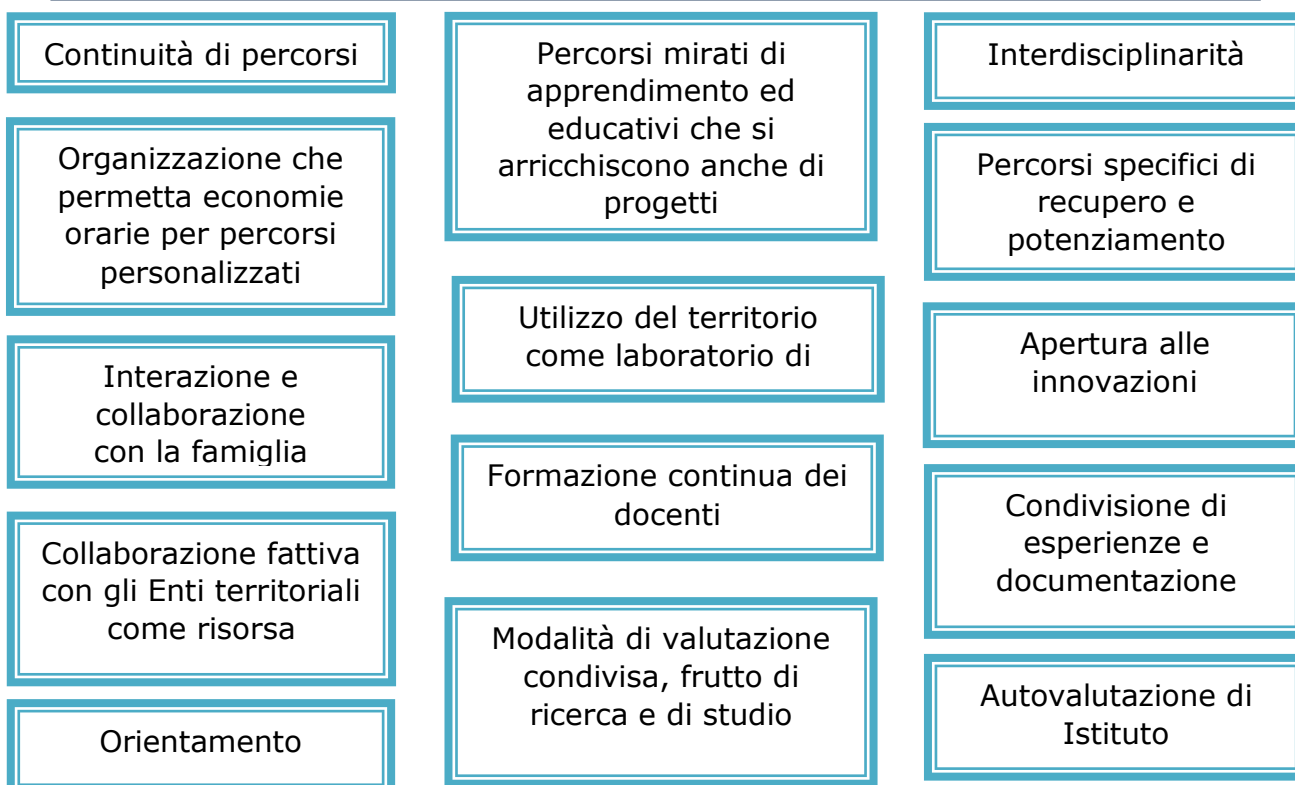 Continuità di percorsi
Organizzazione che
permetta economie
orarie per percorsi
personalizzati
Interazione e
collaborazione
con la famiglia
Collaborazione fattiva
con gli Enti territoriali
come risorsa
Orientamento
Percorsi mirati di
apprendimento ed
educativi che si
arricchiscono anche di
progetti
Utilizzo del territorio
come laboratorio di
Formazione continua dei
docenti
Modalità di valutazione
condivisa, frutto di
ricerca e di studio
Interdisciplinarità
Percorsi specifici di
recupero e
potenziamento
Apertura alle
innovazioni
Condivisione di
esperienze e
documentazione
Autovalutazione di
Istituto